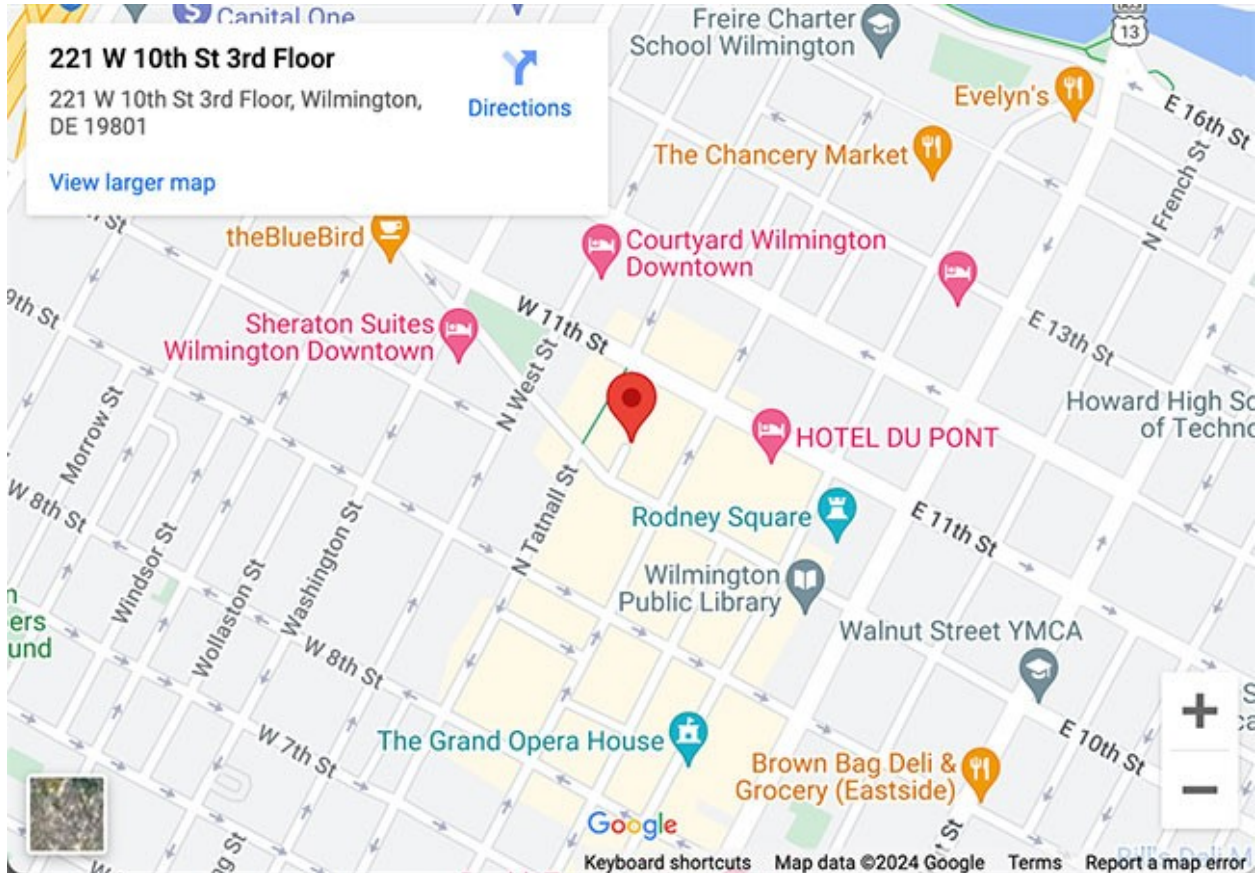 Capital One
221 W 10th St 3rd Floor
221 W 10th St 3rd Floor, Wilmington,
DE 19801
Directions
View larger map
Freire Charter
School Wilmington
13
Evelyn's
E 16th St
The Chancery Market
N French St
St
theBlueBird
Courtyard Wilmington
Downtown
9th St
Sheraton Suites
Wilmington Downtown
W 11th St
N West St
E 13th St
Morrow St
Howard High Sc
of Techno
HOTEL DU PONT
W 8th St
Rodney Square
E 11th St
N Tatnall St
Windsor St
Washington St
Wilmington
Public Library
n
ers
und
Wollaston St
Walnut Street YMCA
W 8th St
The Grand Opera House
W 7th St
E 10th St
Brown Bag Deli &
Grocery (Eastside)
Google
Keyboard shortcuts
Map data ©2024 Google
Terms
Report a map error